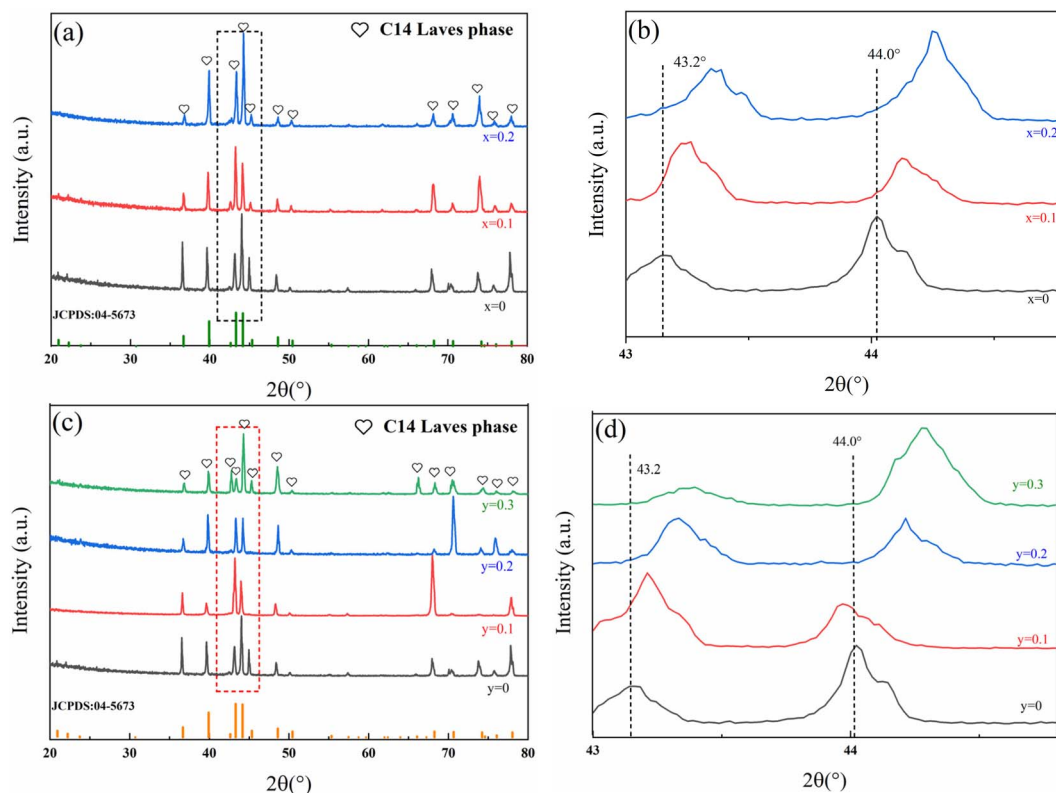 (a)
♡ C14 Laves phase
x=0.2
x=0.1
x=0
JCPDS:04-5673
Intensity (a.u.)
20 30 40 50 60 70 80
2θ(°)
(b)
43.2°
44.0°
x=0.2
x=0.1
x=0
Intensity (a.u.)
43 44
2θ(°)
(c)
♡ C14 Laves phase
y=0.3
y=0.2
y=0.1
y=0
JCPDS:04-5673
Intensity (a.u.)
20 30 40 50 60 70 80
2θ(°)
(d)
43.2
44.0°
y=0.3
y=0.2
y=0.1
y=0
Intensity (a.u.)
43 44
2θ(°)